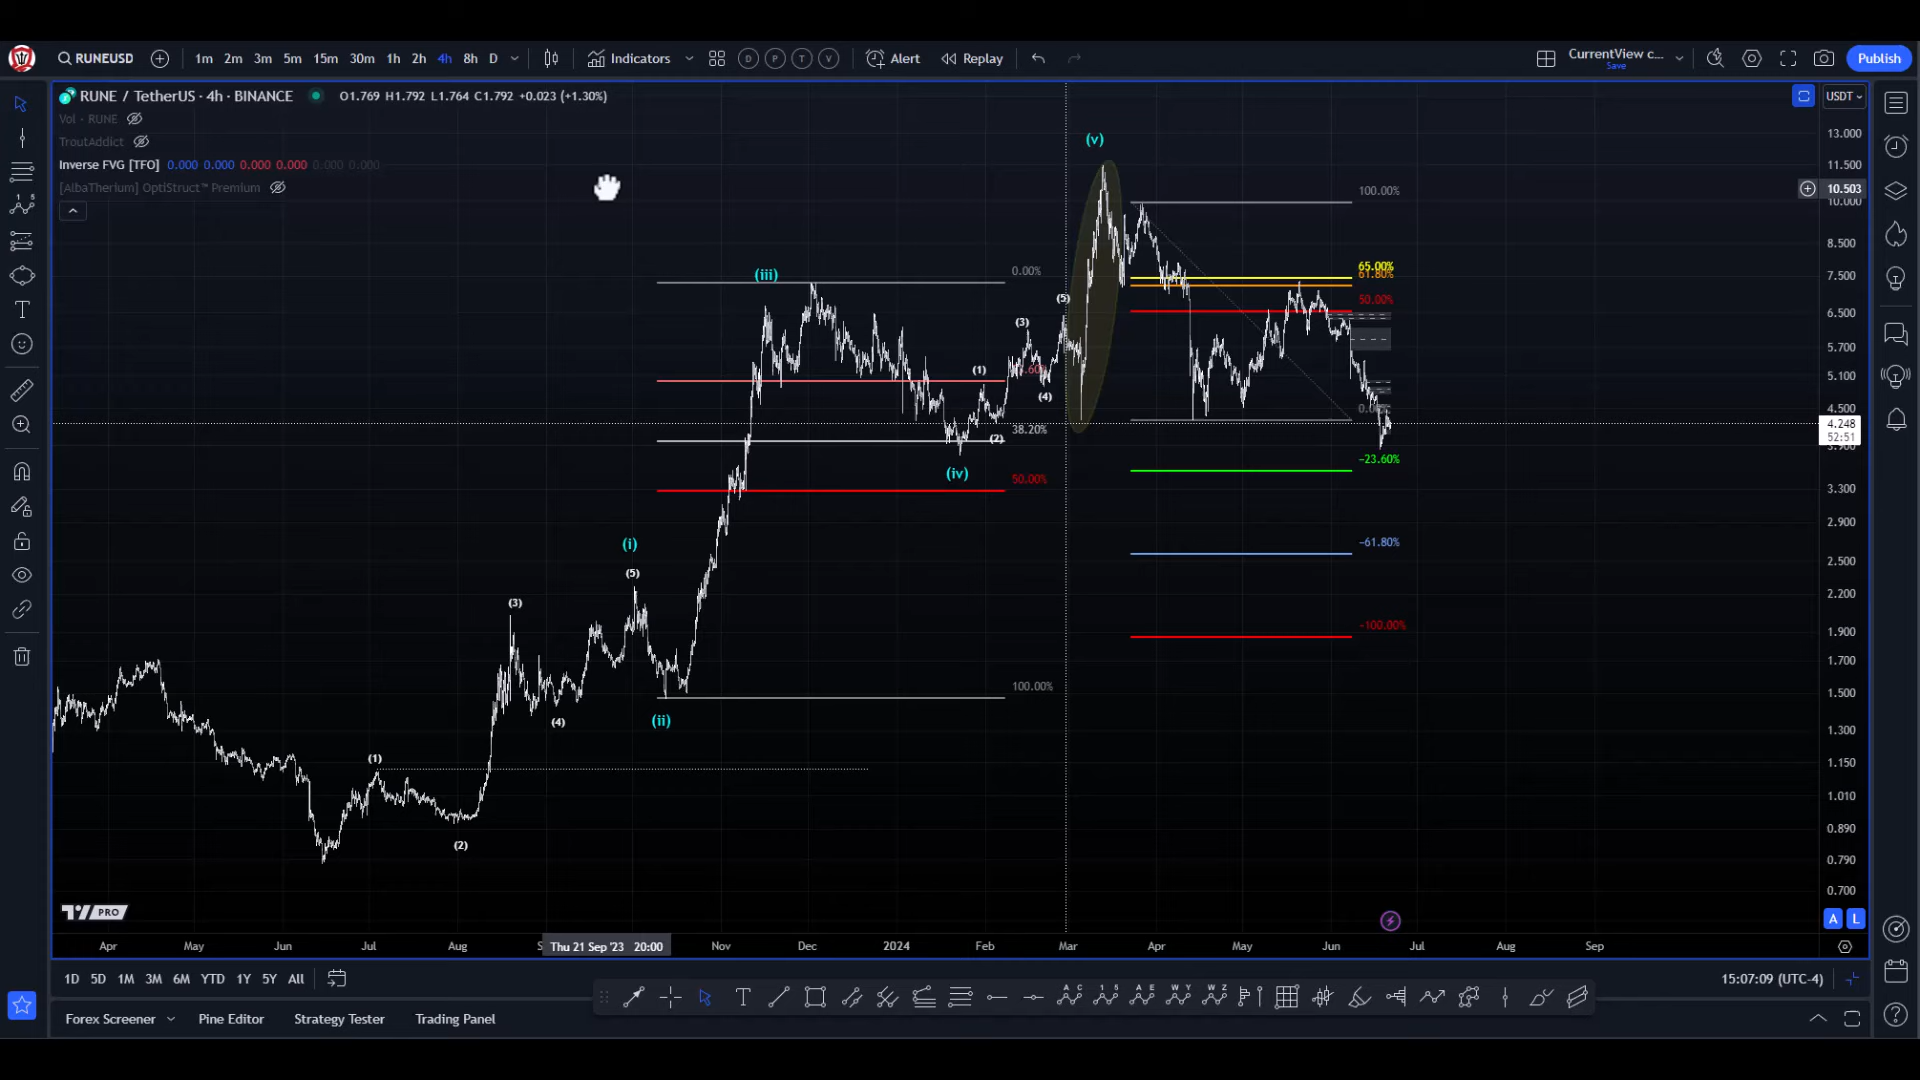 RUNEUSD 1m 2m 3m 5m 15m 30m 1h 2h 4h 8h D Indicators D P T V Alert Replay CurrentView c... Save Publish
RUNE / TetherUS · 4h · BINANCE O1.769 H1.792 L1.764 C1.792 +0.023 (+1.30%) USDT
Vol · RUNE
TroutAddict
Inverse FVG [TFO] 0.000 0.000 0.000 0.000 0.000 0.000
[AlbaTherium] OptiStruct™ Premium
(v)
13.000
11.500
100.00% 10.503
10.000
8.500
(iii) 0.00% 65.00%
61.80% 7.500
(5) 50.00%
(3) 6.500
5.700
(1) 5.100
(4) 0.00% 4.500
38.20% (2) 4.248
52:51
(iv) 50.00% -23.60%
3.300
2.900
(i) -61.80%
2.500
(5)
2.200
(3) -100.00% 1.900
1.700
100.00% 1.500
(4) (ii)
1.300
(1) 1.150
1.010
0.890
(2)
0.790
0.700
PRO
A L
Apr May Jun Jul Aug Thu 21 Sep '23 20:00 Nov Dec 2024 Feb Mar Apr May Jun Jul Aug Sep
1D 5D 1M 3M 6M YTD 1Y 5Y All 15:07:09 (UTC-4)
Forex Screener Pine Editor Strategy Tester Trading Panel